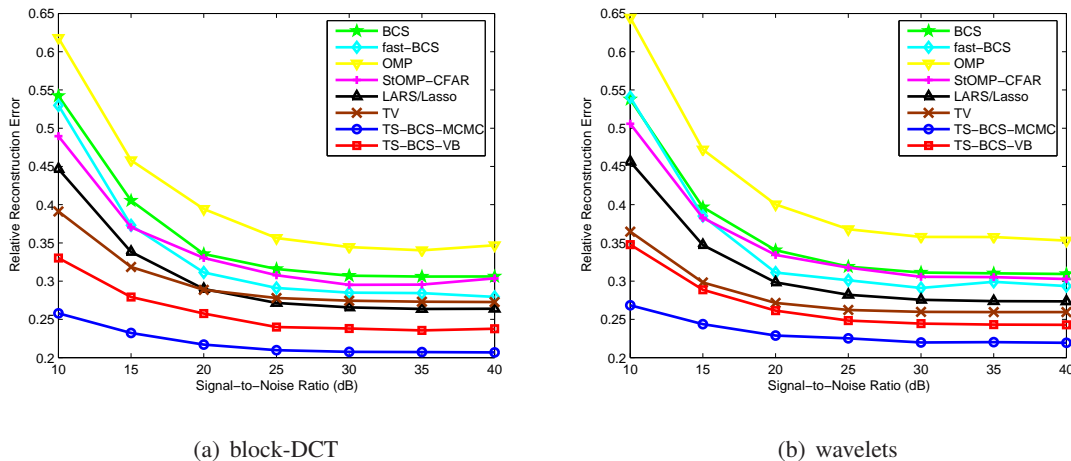 0.65
0.6
0.55
0.5
0.45
0.4
0.35
0.3
0.25
0.2
Relative Reconstruction Error
10 15 20 25 30 35 40
Signal−to−Noise Ratio (dB)
BCS
fast−BCS
OMP
StOMP−CFAR
LARS/Lasso
TV
TS−BCS−MCMC
TS−BCS−VB
(a) block-DCT
0.65
0.6
0.55
0.5
0.45
0.4
0.35
0.3
0.25
0.2
Relative Reconstruction Error
10 15 20 25 30 35 40
Signal−to−Noise Ratio (dB)
BCS
fast−BCS
OMP
StOMP−CFAR
LARS/Lasso
TV
TS−BCS−MCMC
TS−BCS−VB
(b) wavelets